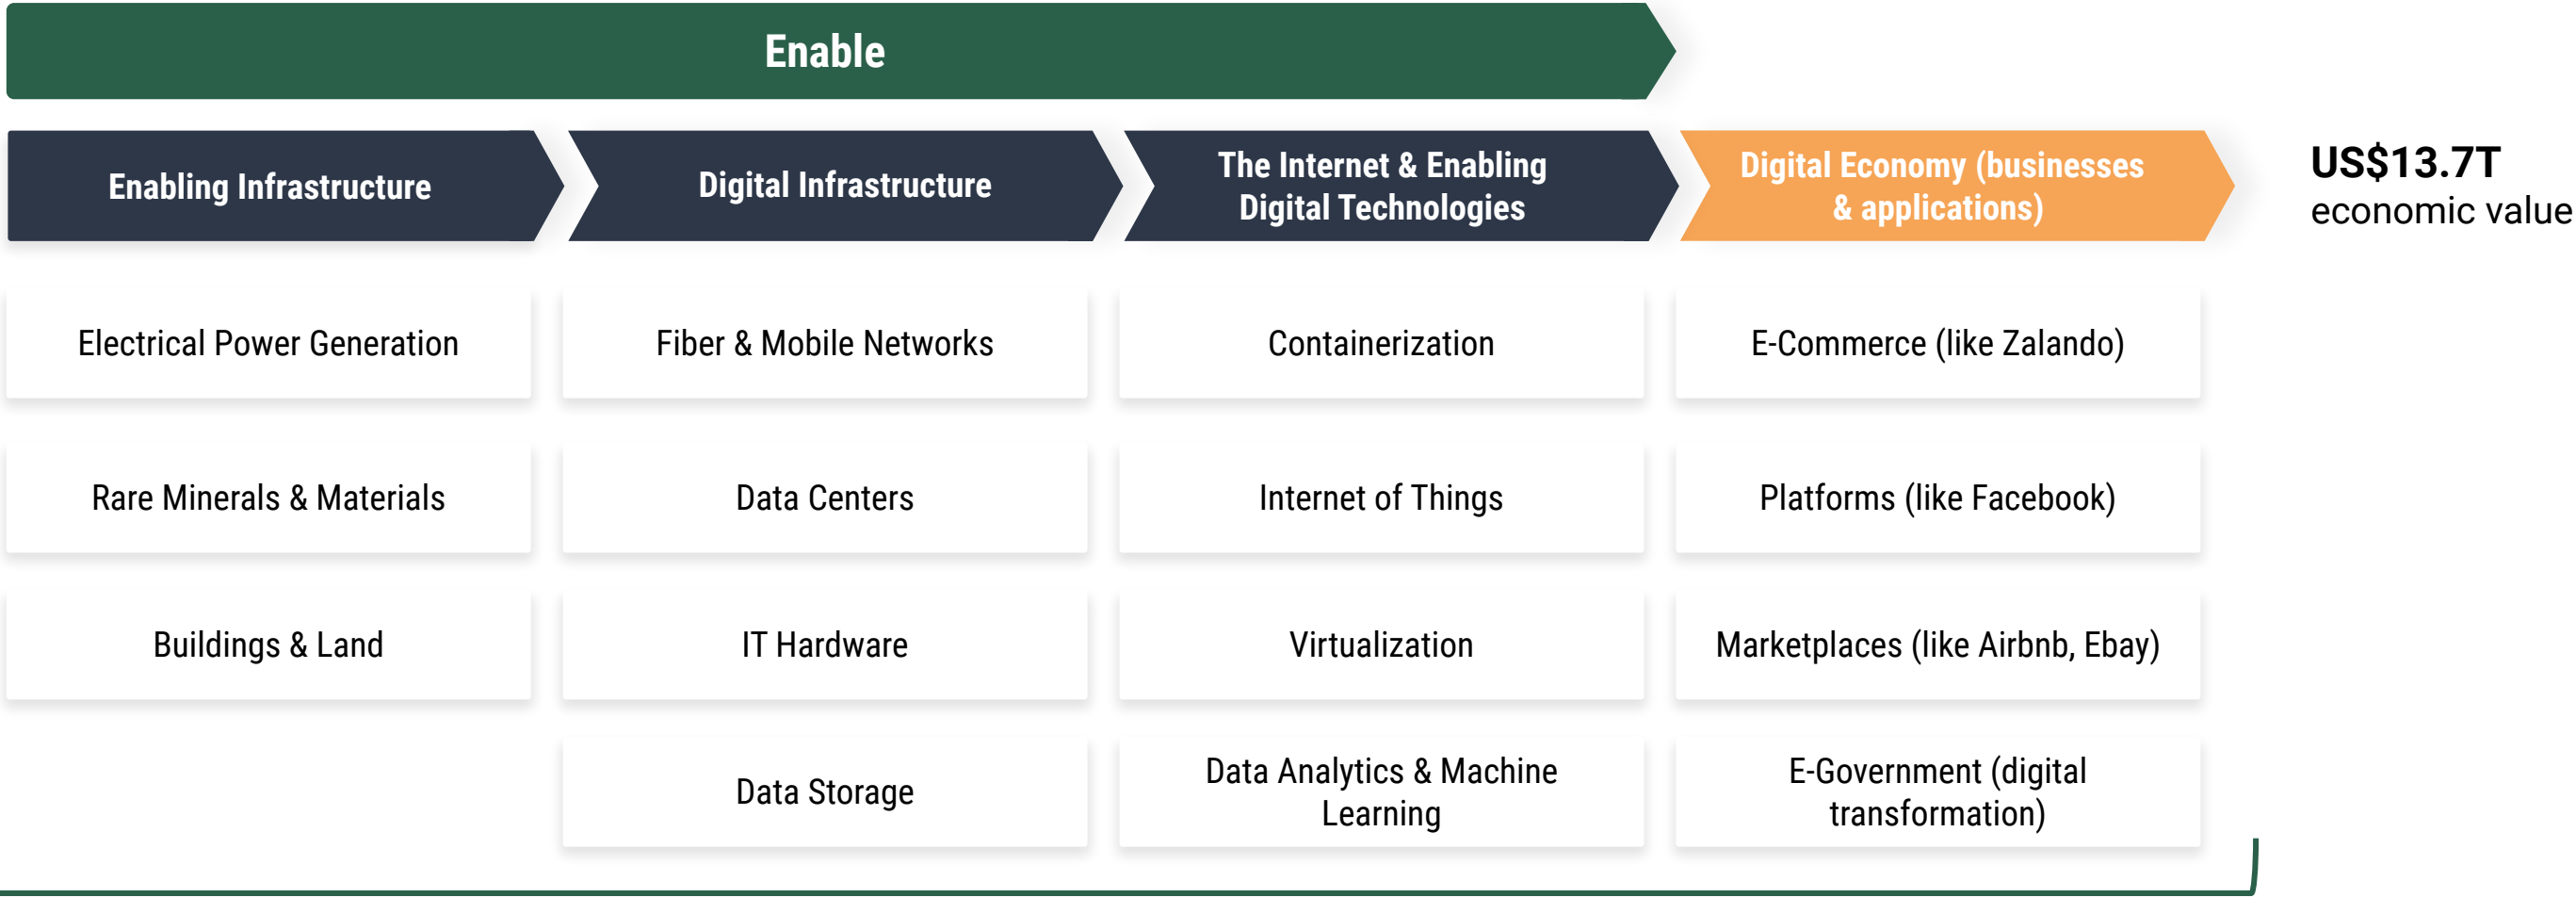 Enable
Enabling Infrastructure
Digital Infrastructure
The Internet & Enabling
Digital Technologies
Digital Economy (businesses
& applications)
US$13.7T
economic value
Electrical Power Generation
Fiber & Mobile Networks
Containerization
E-Commerce (like Zalando)
Rare Minerals & Materials
Data Centers
Internet of Things
Platforms (like Facebook)
Buildings & Land
IT Hardware
Virtualization
Marketplaces (like Airbnb, Ebay)
Data Storage
Data Analytics & Machine
Learning
E-Government (digital
transformation)